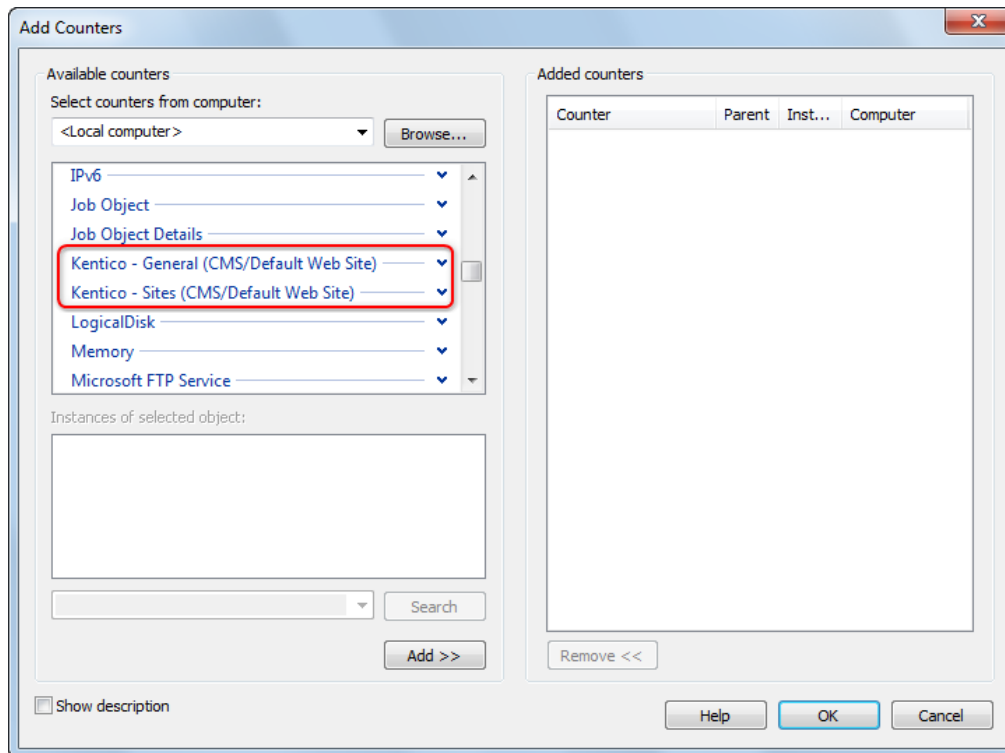 Add Counters
Available counters
Select counters from computer:
<Local computer>
Browse...
IPv6
Job Object
Job Object Details
Kentico - General (CMS/Default Web Site)
Kentico - Sites (CMS/Default Web Site)
LogicalDisk
Memory
Microsoft FTP Service
Instances of selected object:
Search
Add >>
Show description
Added counters
Counter Parent Inst... Computer
Remove <<
Help OK Cancel